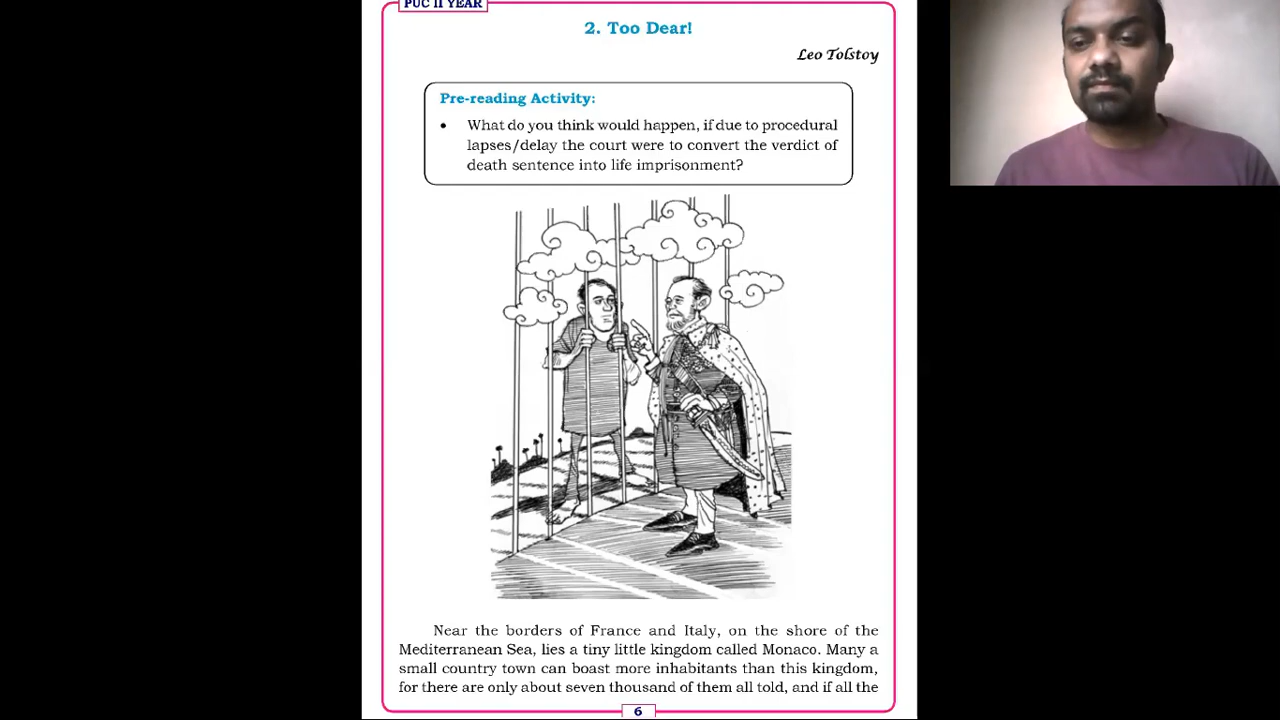 PUC II YEAR
2. Too Dear!
Leo Tolstoy
Pre-reading Activity:
• What do you think would happen, if due to procedural
lapses/delay the court were to convert the verdict of
death sentence into life imprisonment?
Near the borders of France and Italy, on the shore of the
Mediterranean Sea, lies a tiny little kingdom called Monaco. Many a
small country town can boast more inhabitants than this kingdom,
for there are only about seven thousand of them all told, and if all the
6